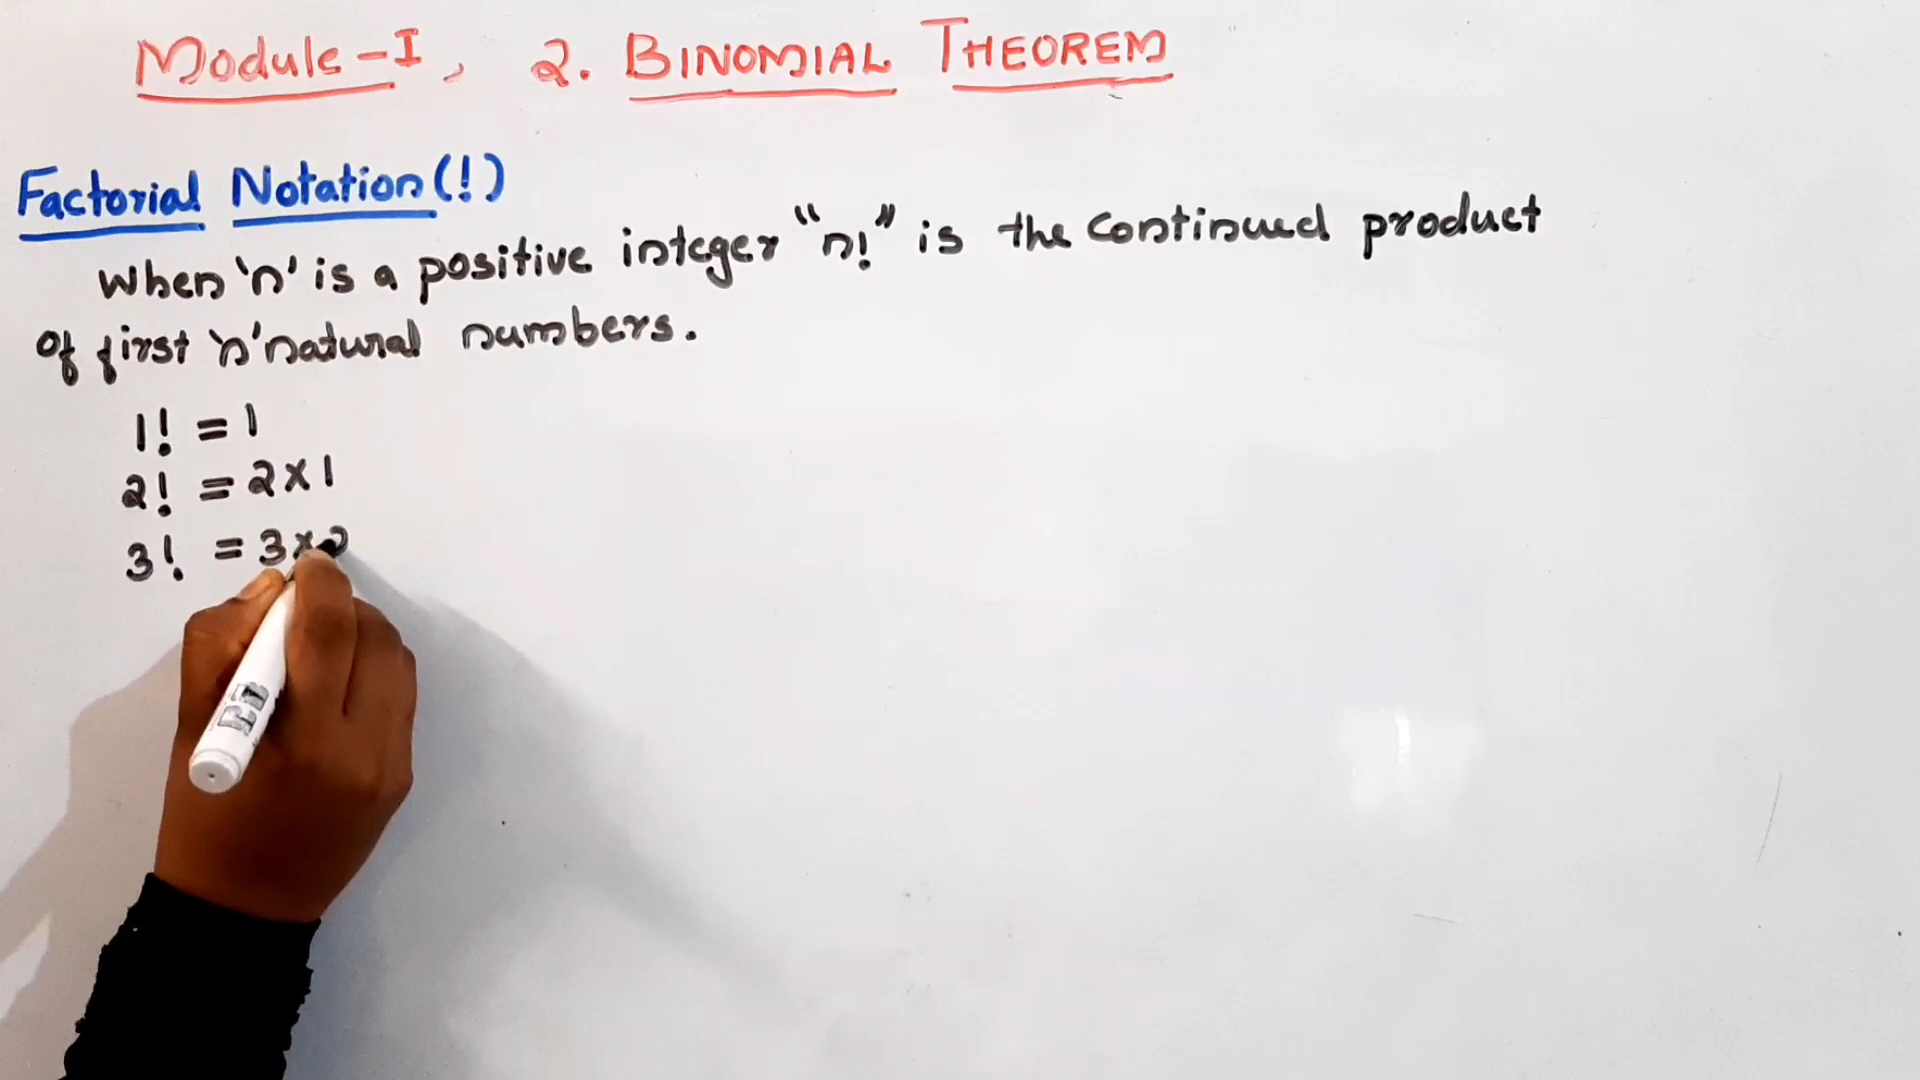 Module-I, 2. BINOMIAL THEOREM
Factorial Notation(!)
When 'n' is a positive integer "n!" is the continued product
of first 'n' natural numbers.
1! = 1
2! = 2×1
3! = 3×2